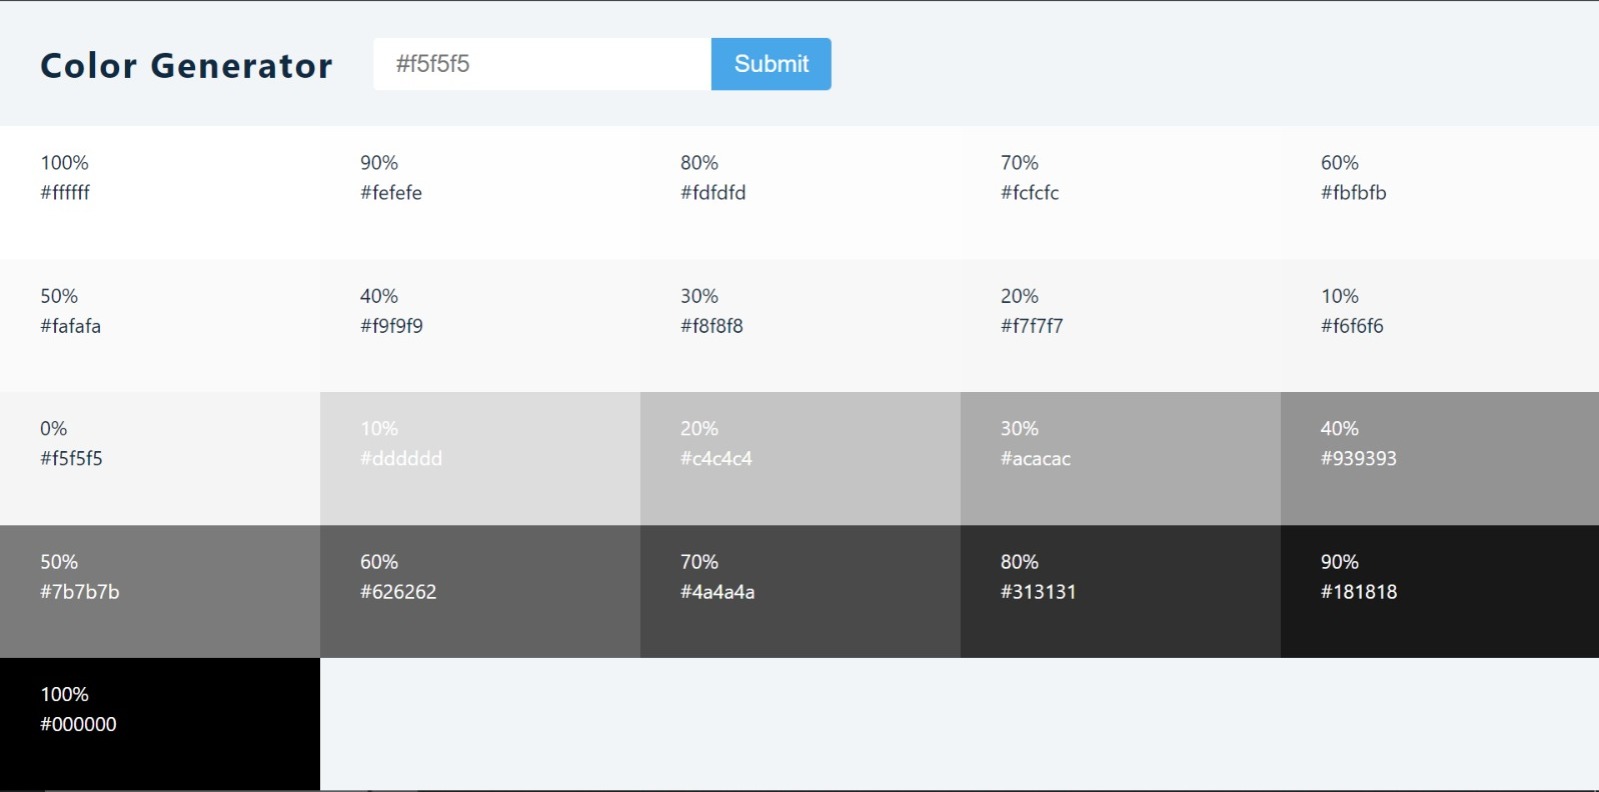 Color Generator
#f5f5f5
Submit
100%
#ffffff
90%
#fefefe
80%
#fdfdfd
70%
#fcfcfc
60%
#fbfbfb
50%
#fafafa
40%
#f9f9f9
30%
#f8f8f8
20%
#f7f7f7
10%
#f6f6f6
0%
#f5f5f5
10%
#dddddd
20%
#c4c4c4
30%
#acacac
40%
#939393
50%
#7b7b7b
60%
#626262
70%
#4a4a4a
80%
#313131
90%
#181818
100%
#000000